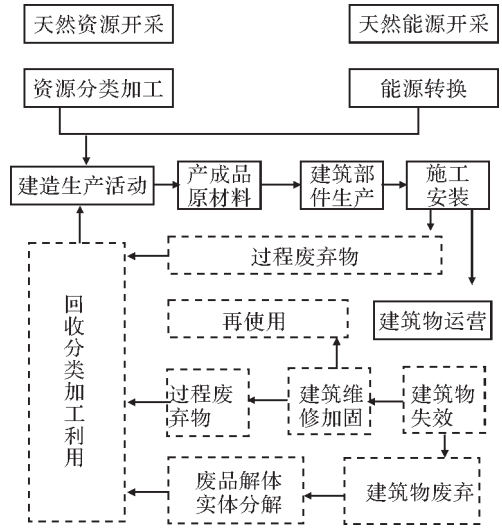 天然资源开采
天然能源开采
资源分类加工
能源转换
建造生产活动
产成品
原材料
建筑部
件生产
施工
安装
过程废弃物
回收分类加工利用
再使用
建筑物运营
过程废
弃物
建筑维
修加固
建筑物
失效
废品解体
实体分解
建筑物废弃